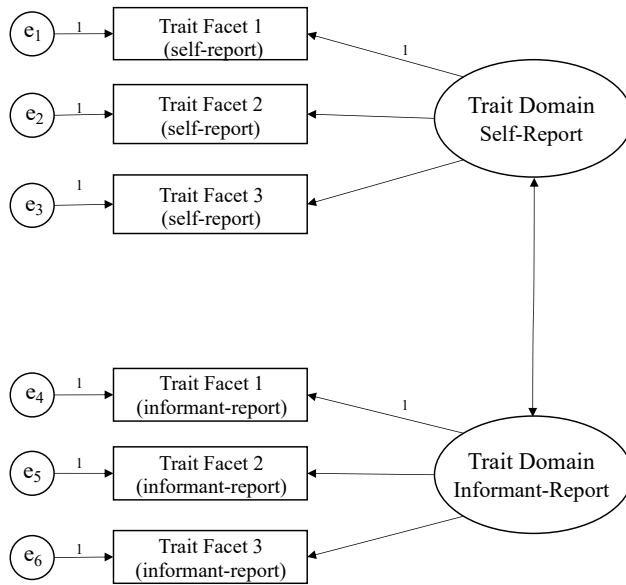 e1
1
Trait Facet 1
(self-report)
1
e2
1
Trait Facet 2
(self-report)
Trait Domain
Self-Report
e3
1
Trait Facet 3
(self-report)
e4
1
Trait Facet 1
(informant-report)
1
e5
1
Trait Facet 2
(informant-report)
Trait Domain
Informant-Report
e6
1
Trait Facet 3
(informant-report)